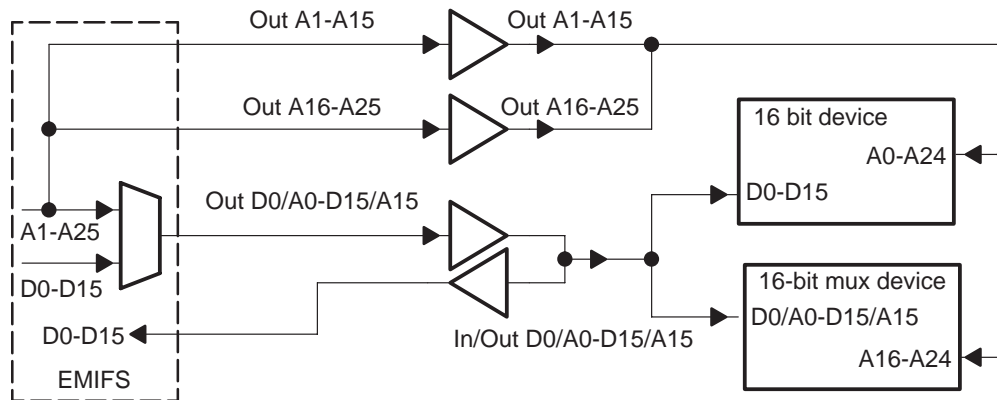 Out A1-A15
Out A1-A15
Out A16-A25
Out A16-A25
16 bit device
A0-A24
D0-D15
Out D0/A0-D15/A15
A1-A25
D0-D15
16-bit mux device
D0/A0-D15/A15
D0-D15
In/Out D0/A0-D15/A15
A16-A24
EMIFS